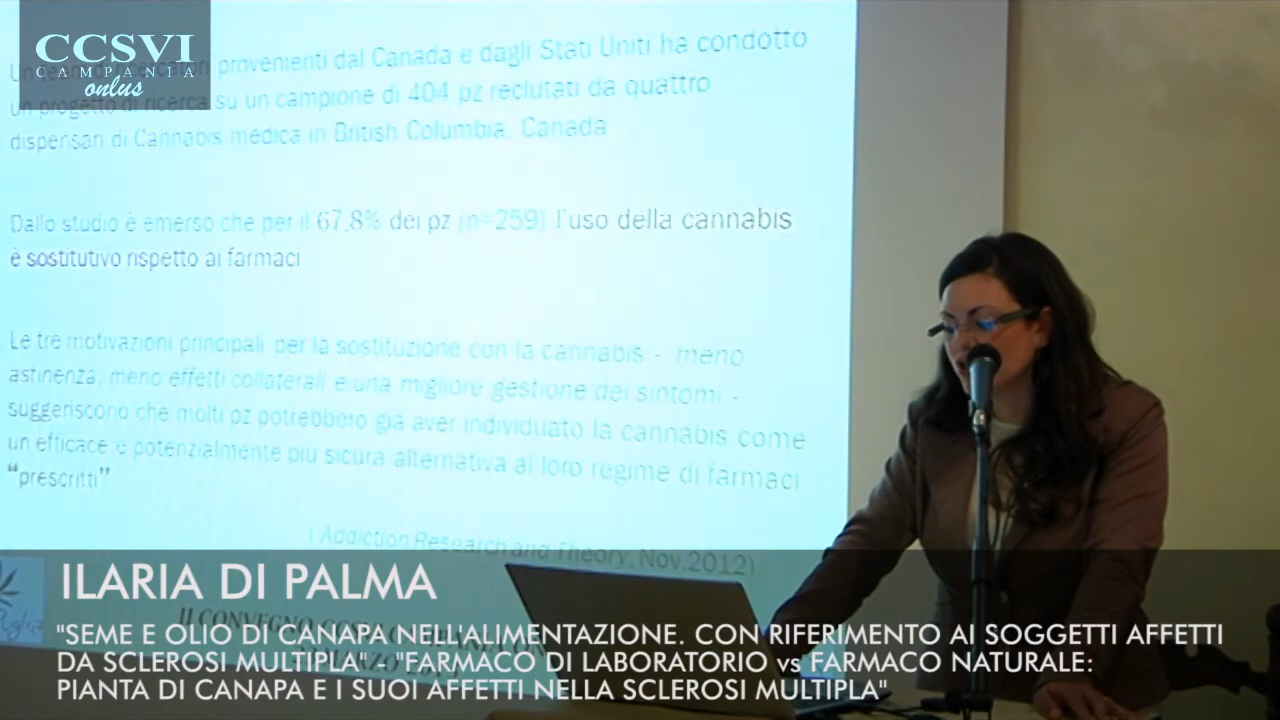 CCSVI
CAMPANIA
onlus
provenienti dal Canada e dagli Stati Uniti ha condotto
un progetto di ricerca su un campione di 404 pz reclutati da quattro
dispensari di Cannabis medica in British Columbia, Canada
Dallo studio è emerso che per il 67,8% dei pz (n=259) l'uso della cannabis
è sostitutivo rispetto ai farmaci
Le tre motivazioni principali per la sostituzione con la cannabis - meno
astinenza, meno effetti collaterali e una migliore gestione dei sintomi -
suggeriscono che molti pz potrebbero già aver individuato la cannabis come
un efficace e potenzialmente più sicura alternativa al loro regime di farmaci
“prescritti”
( Addiction Research and Theory, Nov.2012)
ILARIA DI PALMA
II CONVEGNO CCSVI
"SEME E OLIO DI CANAPA NELL'ALIMENTAZIONE. CON RIFERIMENTO AI SOGGETTI AFFETTI
DA SCLEROSI MULTIPLA" - "FARMACO DI LABORATORIO vs FARMACO NATURALE:
PIANTA DI CANAPA E I SUOI AFFETTI NELLA SCLEROSI MULTIPLA"